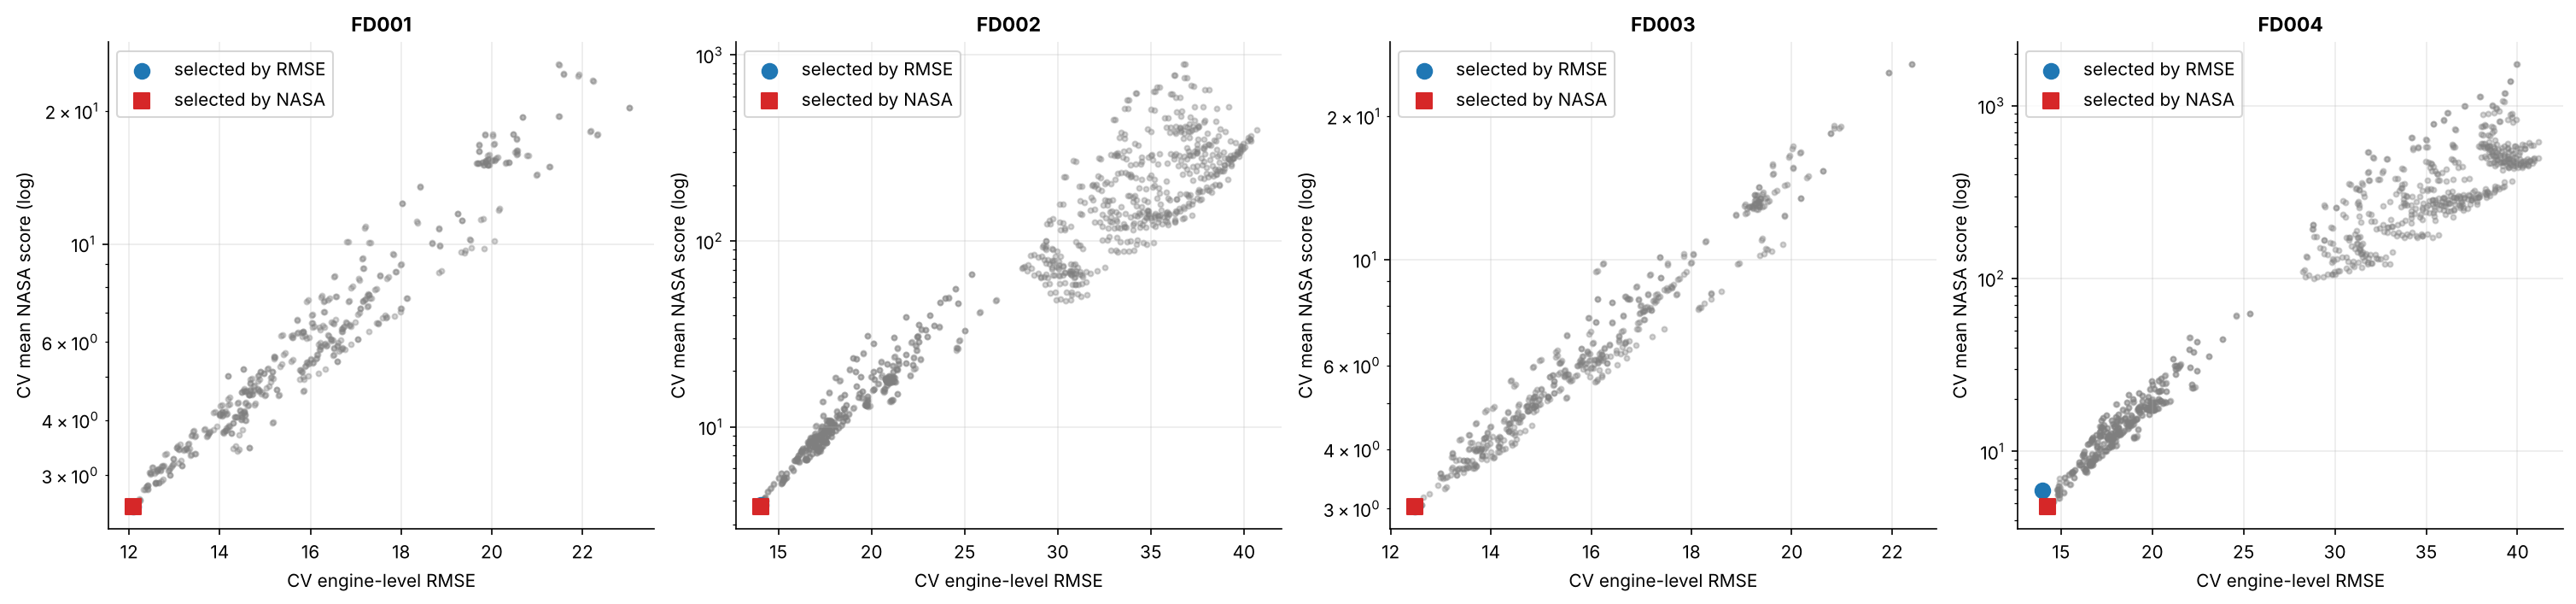 FD001
selected by RMSE
selected by NASA
CV mean NASA score (log)
2 × 10¹
10¹
6 × 10⁰
4 × 10⁰
3 × 10⁰
12 14 16 18 20 22
CV engine-level RMSE
FD002
selected by RMSE
selected by NASA
CV mean NASA score (log)
10³
10²
10¹
15 20 25 30 35 40
CV engine-level RMSE
FD003
selected by RMSE
selected by NASA
CV mean NASA score (log)
2 × 10¹
10¹
6 × 10⁰
4 × 10⁰
3 × 10⁰
12 14 16 18 20 22
CV engine-level RMSE
FD004
selected by RMSE
selected by NASA
CV mean NASA score (log)
10³
10²
10¹
15 20 25 30 35 40
CV engine-level RMSE